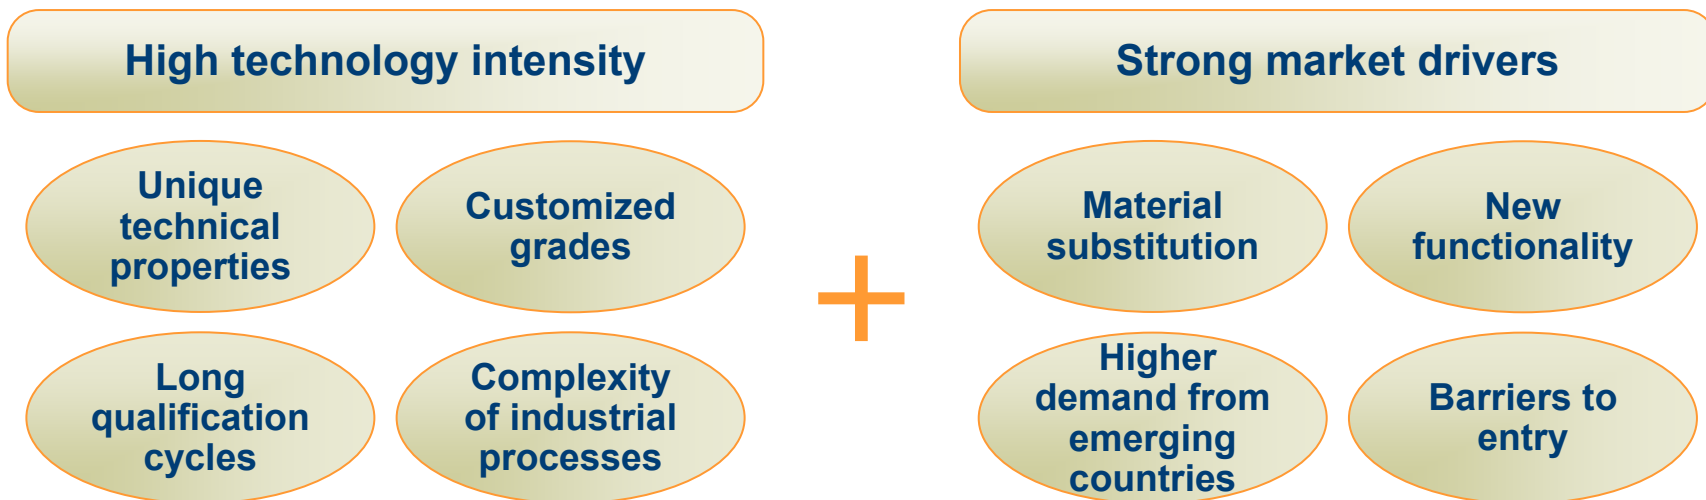 High technology intensity
Unique
technical
properties
Customized
grades
Long
qualification
cycles
Complexity
of industrial
processes
+
Strong market drivers
Material
substitution
New
functionality
Higher
demand from
emerging
countries
Barriers to
entry